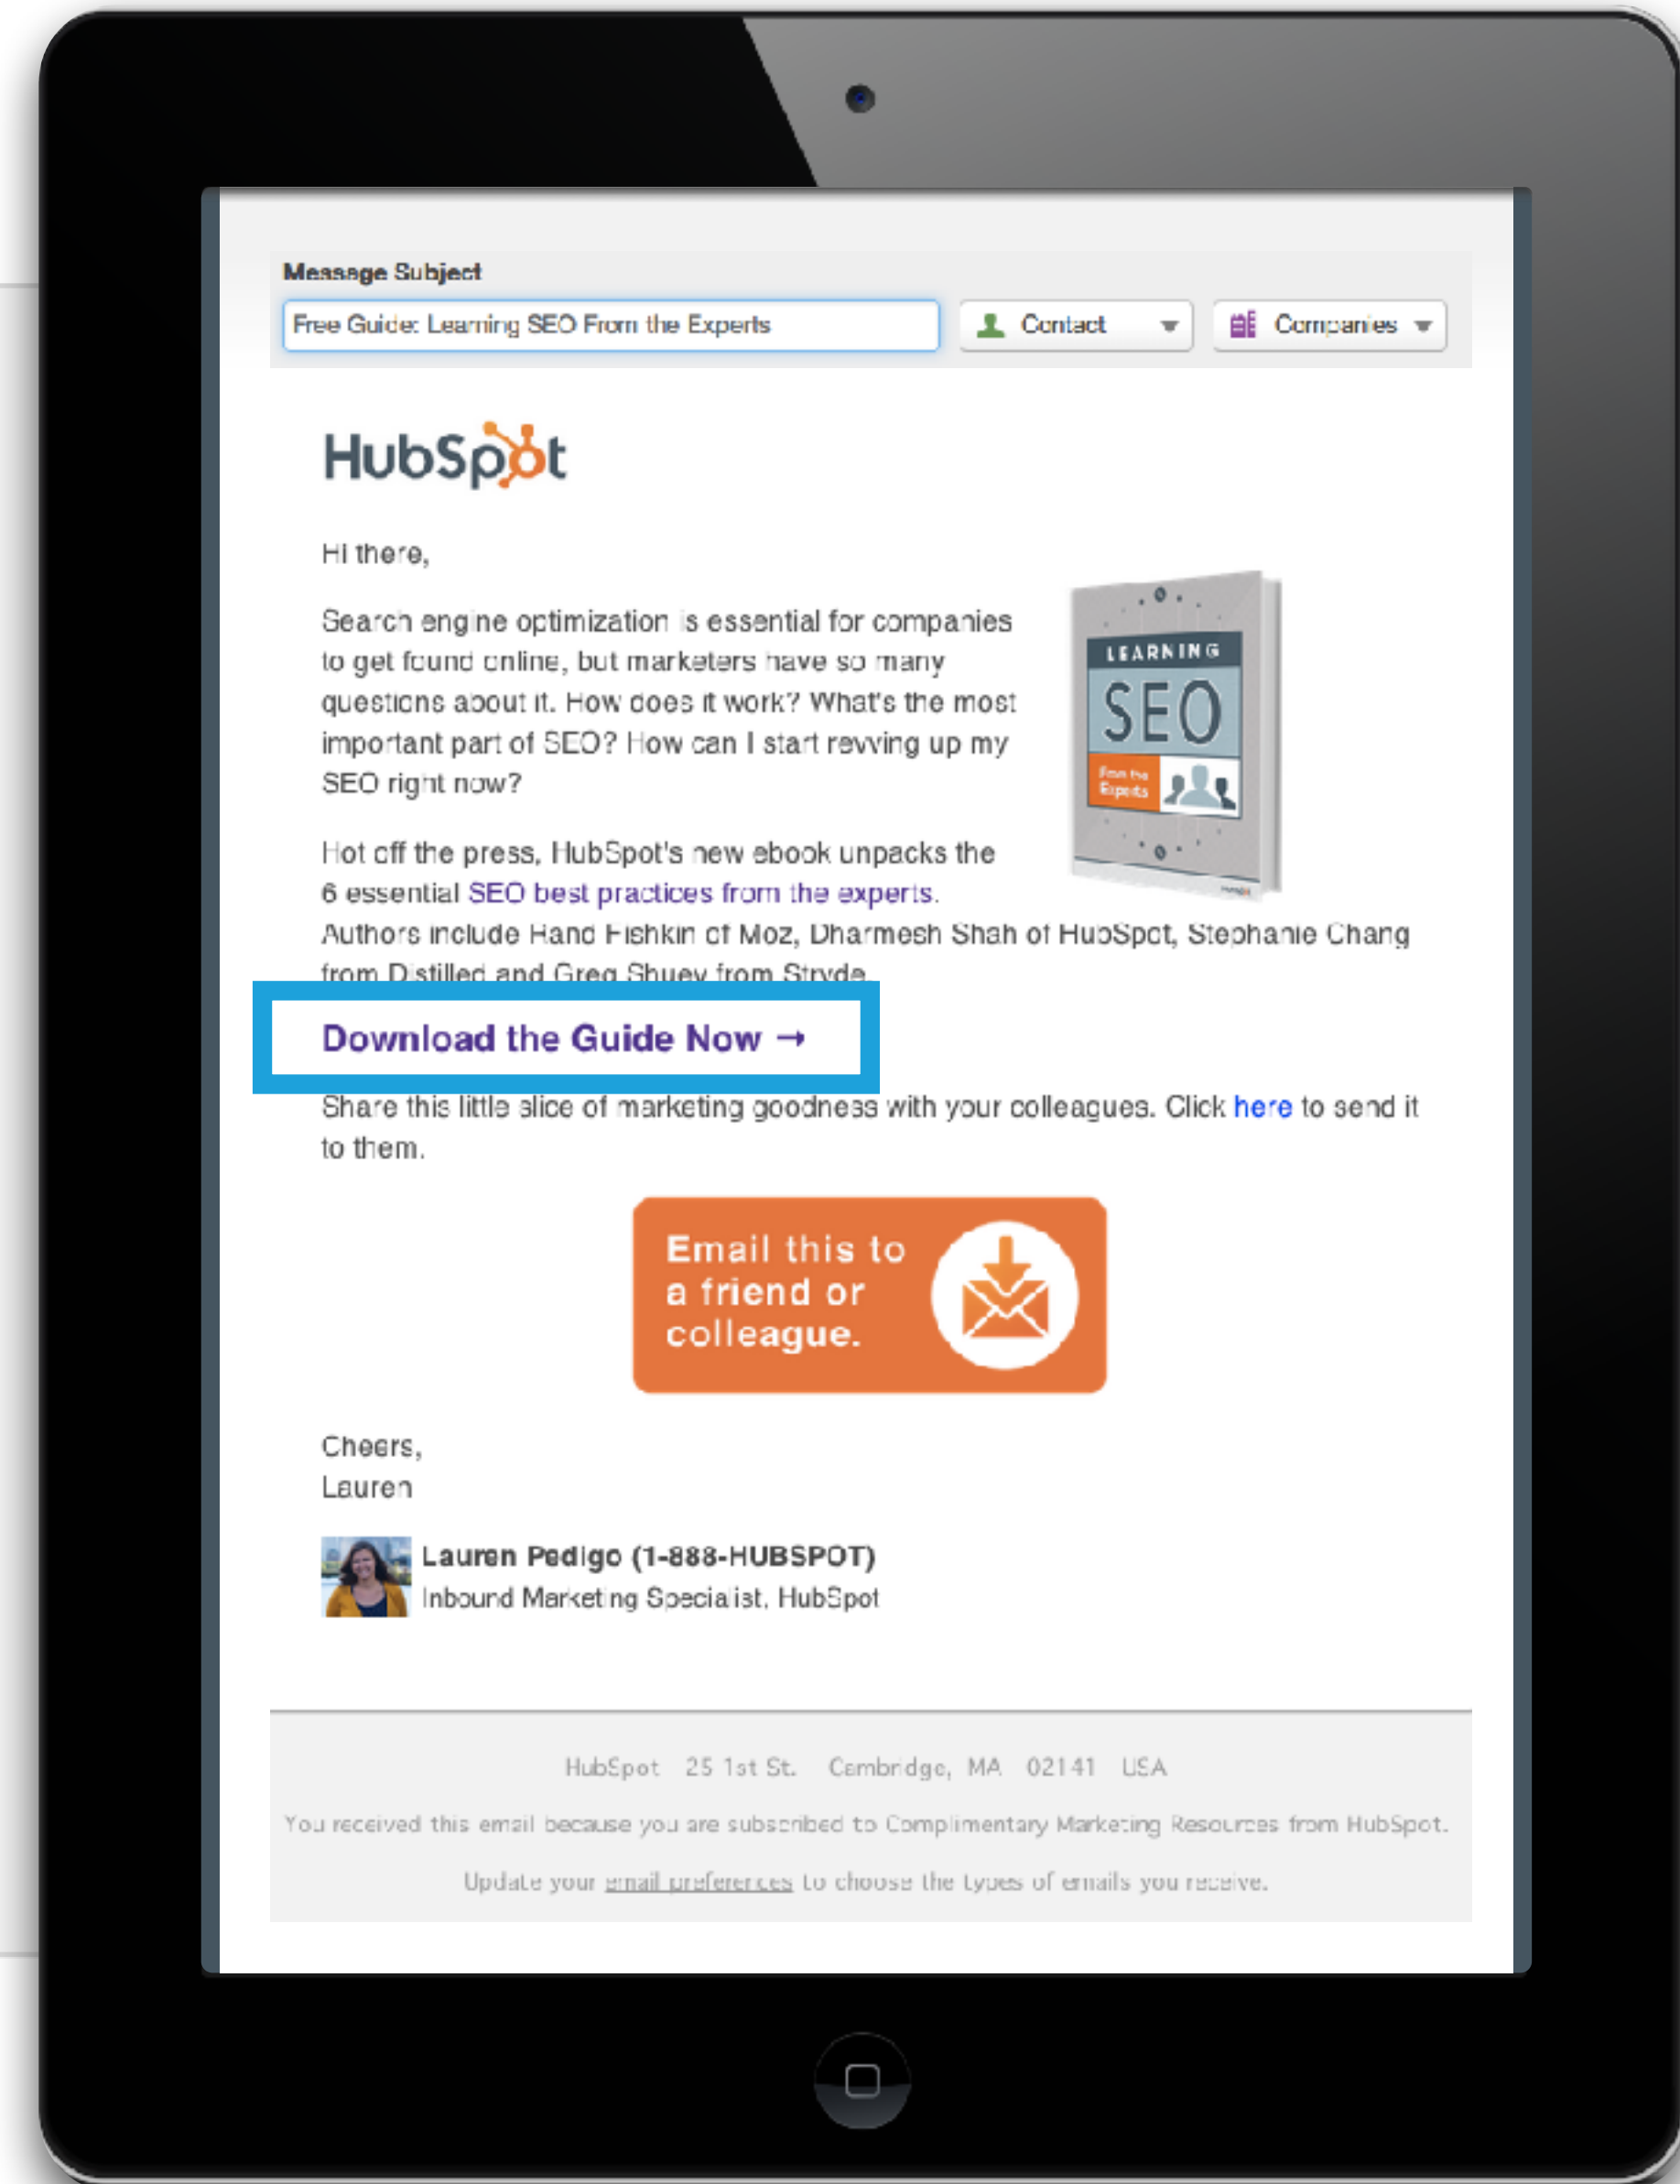 Message Subject
Free Guide: Learning SEO From the Experts
Contact
Companies
HubSpot
Hi there,
Search engine optimization is essential for companies
to get found online, but marketers have so many
questions about it. How does it work? What's the most
important part of SEO? How can I start revving up my
SEO right now?
LEARNING
SEO
From the
Experts
HubSpot
Hot off the press, HubSpot's new ebook unpacks the
6 essential SEO best practices from the experts.
Authors include Rand Fishkin of Moz, Dharmesh Shah of HubSpot, Stephanie Chang
from Distilled and Greg Shuey from Stryde.
Download the Guide Now →
Share this little slice of marketing goodness with your colleagues. Click here to send it
to them.
Email this to
a friend or
colleague.
Cheers,
Lauren
Lauren Pedigo (1-888-HUBSPOT)
Inbound Marketing Specialist, HubSpot
HubSpot 25 1st St. Cambridge, MA 02141 USA
You received this email because you are subscribed to Complimentary Marketing Resources from HubSpot.
Update your email preferences to choose the types of emails you receive.